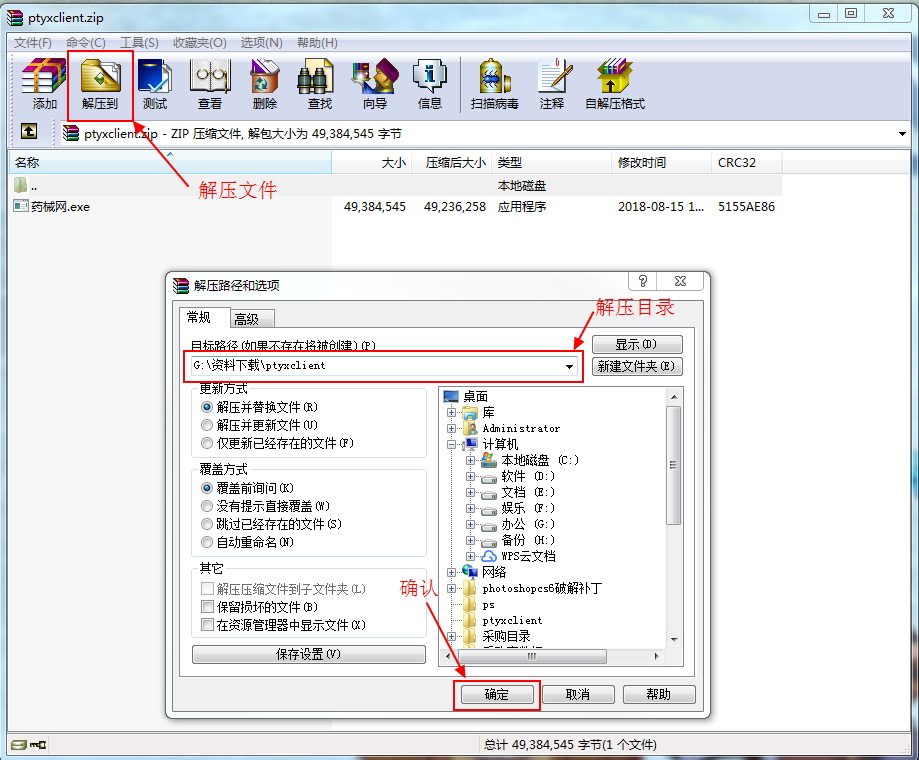 ptyxclient.zip
文件(F) 命令(C) 工具(S) 收藏夹(O) 选项(N) 帮助(H)
添加 解压到 测试 查看 删除 查找 向导 信息 扫描病毒 注释 自解压格式
ptyxclient.zip - ZIP 压缩文件, 解包大小为 49,384,545 字节
名称 大小 压缩后大小 类型 修改时间 CRC32
.. 本地磁盘
解压文件
药械网.exe 49,384,545 49,236,258 应用程序 2018-08-15 1... 5155AE86
解压路径和选项
解压目录
常规 高级
目标路径(如果不存在将被创建)(P)
显示(D)
G:\资料下载\ptyxclient
新建文件夹(E)
更新方式
解压并替换文件(R)
解压并更新文件(U)
仅更新已经存在的文件(F)
覆盖方式
覆盖前询问(K)
没有提示直接覆盖(W)
跳过已经存在的文件(S)
自动重命名(N)
其它
解压压缩文件到子文件夹(L)
保留损坏的文件(B)
在资源管理器中显示文件(X)
保存设置(V)
桌面
库
Administrator
计算机
本地磁盘 (C:)
软件 (D:)
文档 (E:)
娱乐 (F:)
办公 (G:)
备份 (H:)
WPS云文档
网络
photoshopcs6破解补丁
ps
ptyxclient
采购目录
确认
确定 取消 帮助
总计 49,384,545 字节(1 个文件)